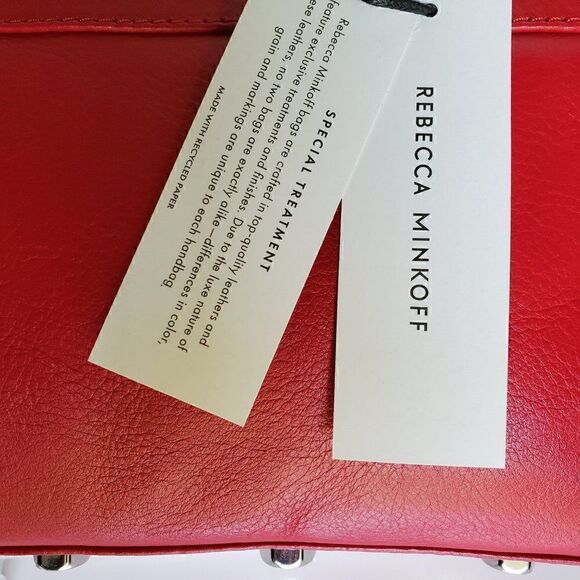 SPECIAL TREATMENT
Rebecca Minkoff bags are crafted in top-quality leathers and
feature exclusive treatments and finishes. Due to the luxe nature of
these leathers, no two bags are exactly alike—differences in color,
grain and markings are unique to each handbag.
MADE WITH RECYCLED PAPER
REBECCA MINKOFF